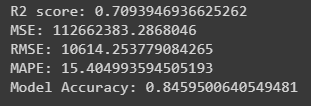 R2 score: 0.7093946936625262
MSE: 112662383.2868046
RMSE: 10614.253779084265
MAPE: 15.404993594505193
Model Accuracy: 0.8459500640549481